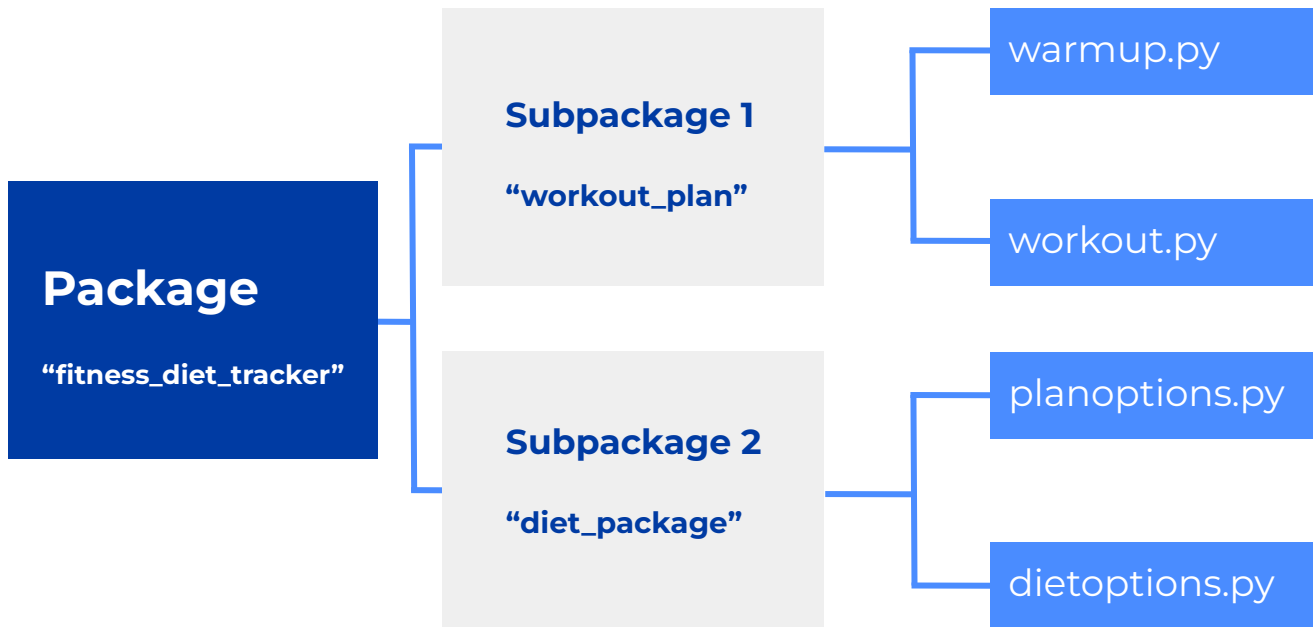 Package
“fitness_diet_tracker”
Subpackage 1
“workout_plan”
warmup.py
workout.py
Subpackage 2
“diet_package”
planoptions.py
dietoptions.py